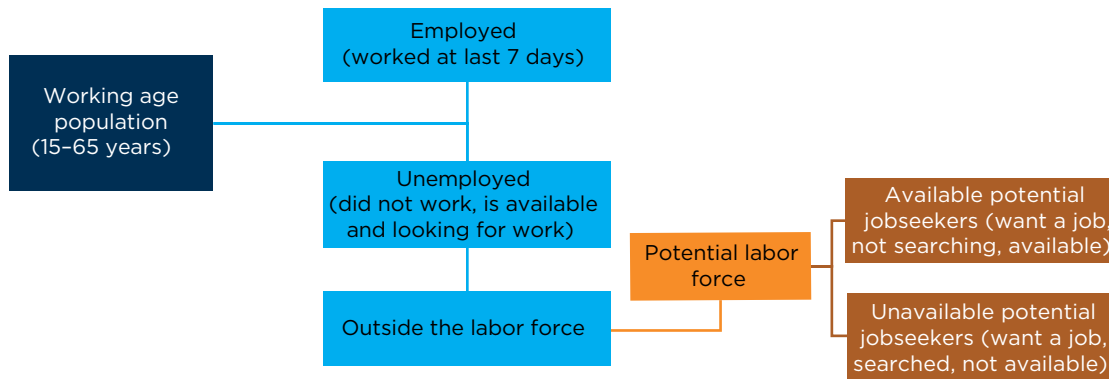 Employed
(worked at last 7 days)
Working age
population
(15–65 years)
Unemployed
(did not work, is available
and looking for work)
Outside the labor force
Potential labor
force
Available potential
jobseekers (want a job,
not searching, available)
Unavailable potential
jobseekers (want a job,
searched, not available)